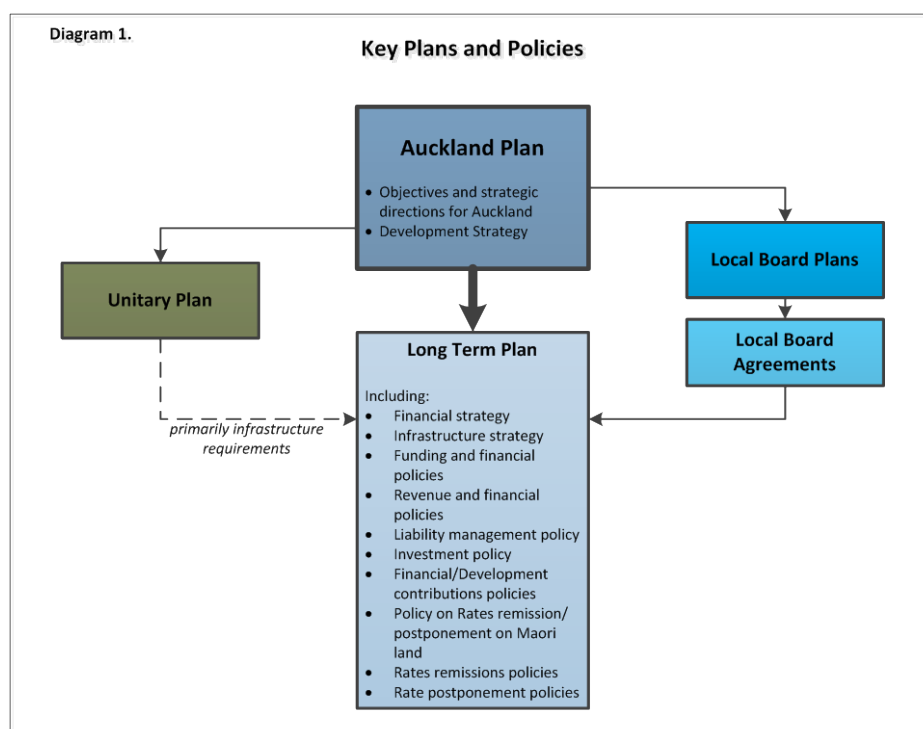 Diagram 1.
Key Plans and Policies
Auckland Plan
• Objectives and strategic
directions for Auckland
• Development Strategy
Unitary Plan
Local Board Plans
Local Board
Agreements
primarily infrastructure
requirements
Long Term Plan
Including:
• Financial strategy
• Infrastructure strategy
• Funding and financial
policies
• Revenue and financial
policies
• Liability management policy
• Investment policy
• Financial/Development
contributions policies
• Policy on Rates remission/
postponement on Maori
land
• Rates remissions policies
• Rate postponement policies